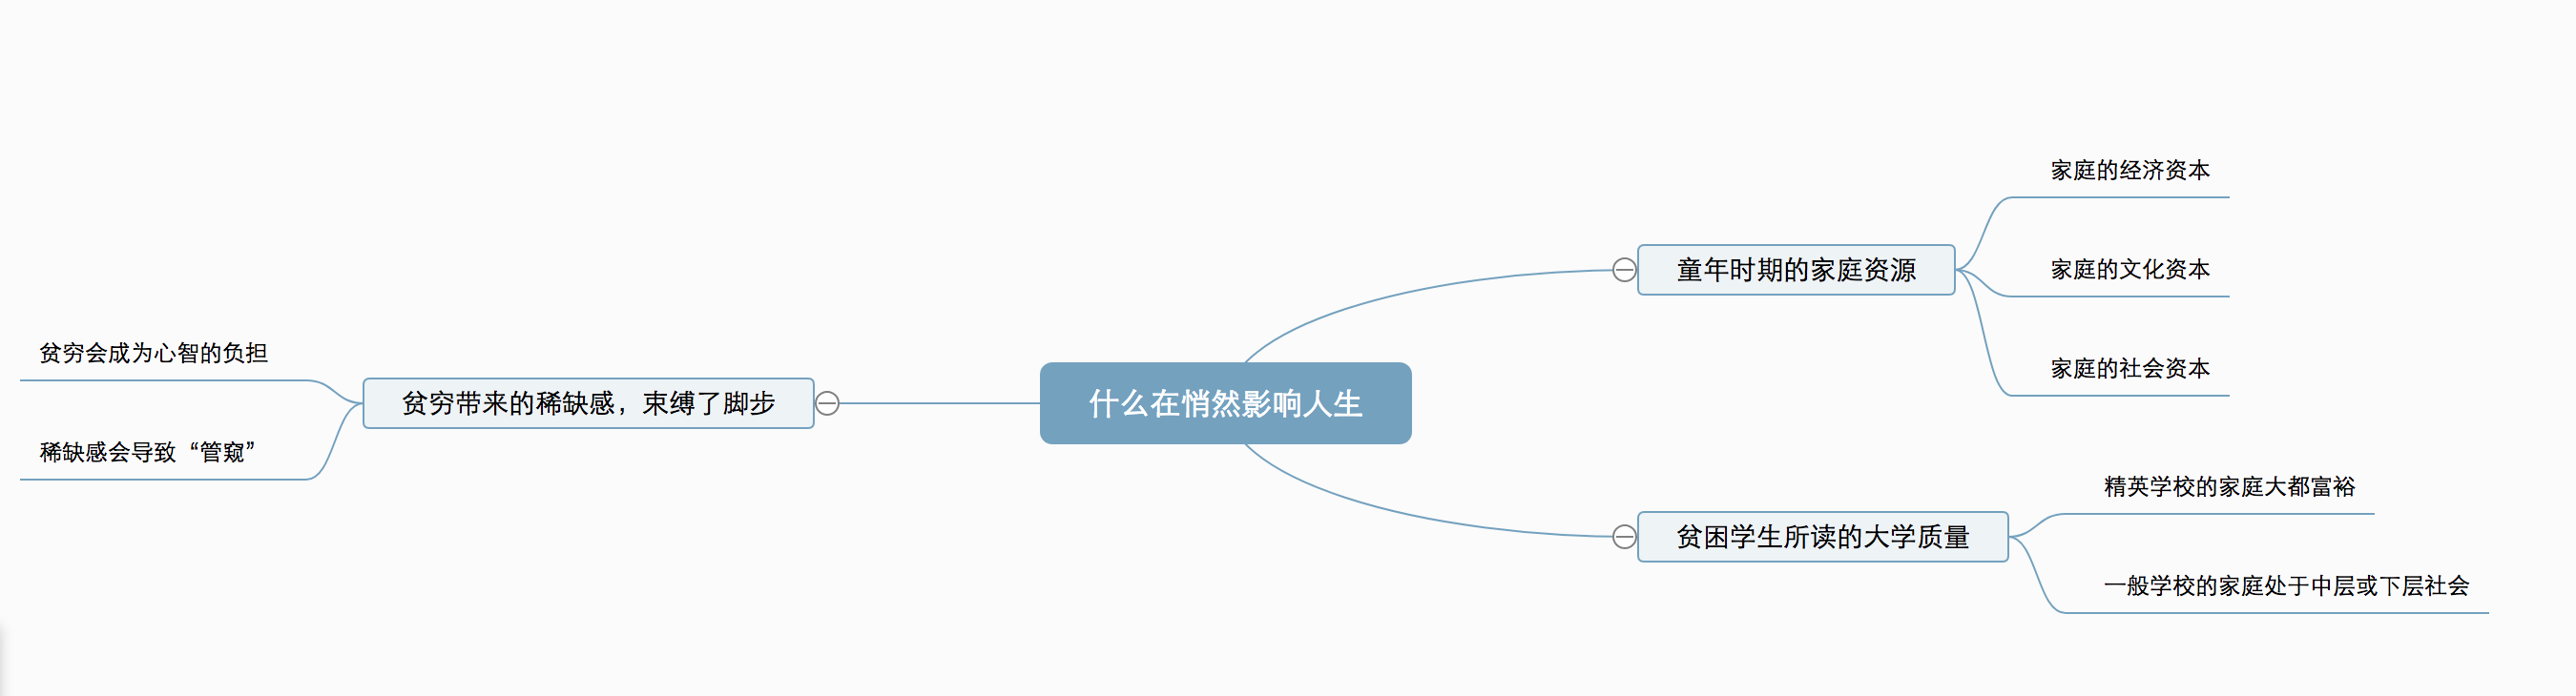 什么在悄然影响人生
童年时期的家庭资源
家庭的经济资本
家庭的文化资本
家庭的社会资本
贫困学生所读的大学质量
精英学校的家庭大都富裕
一般学校的家庭处于中层或下层社会
贫穷带来的稀缺感，束缚了脚步
贫穷会成为心智的负担
稀缺感会导致“管窥”